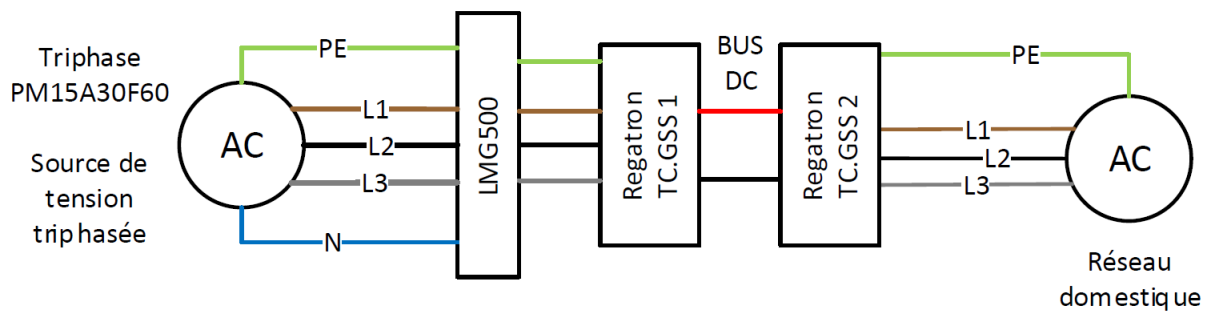 Triphase
PM15A30F60
Source de
tension
triphasée
AC
PE
L1
L2
L3
N
LMG500
Regatron
TC.GSS 1
BUS
DC
Regatron
TC.GSS 2
PE
L1
L2
L3
AC
Réseau
domestique